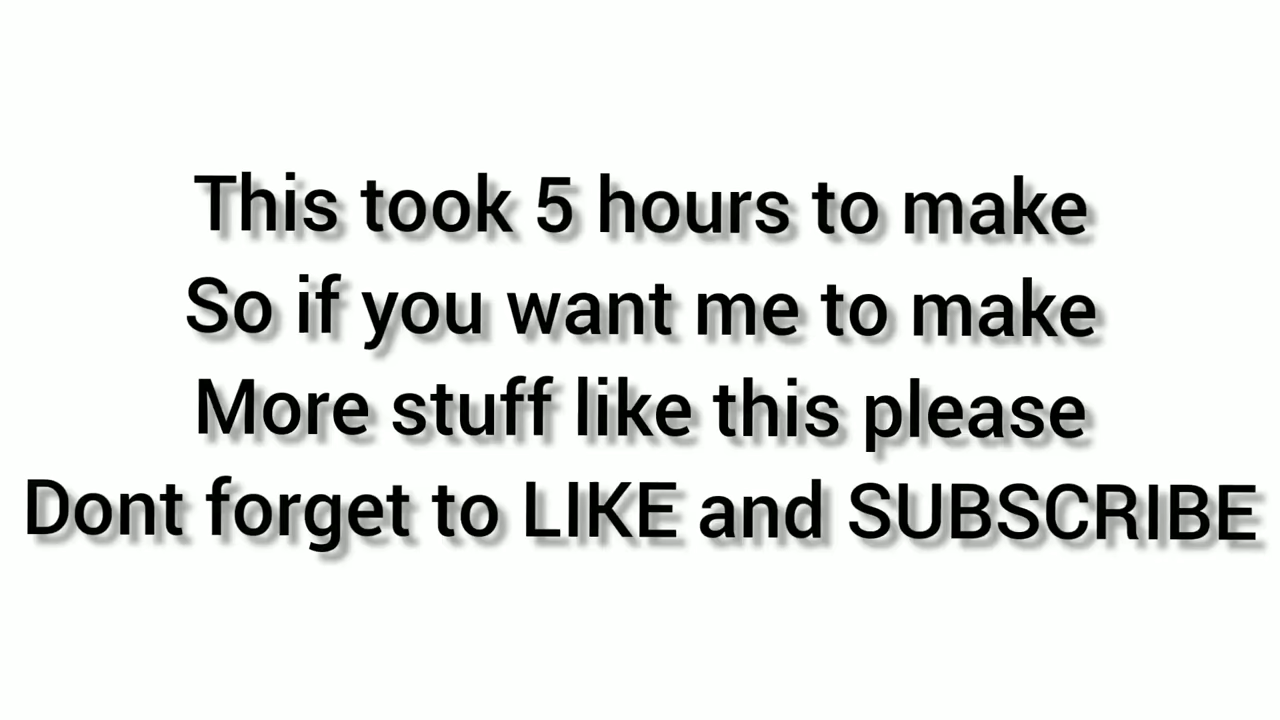 This took 5 hours to make
So if you want me to make
More stuff like this please
Dont forget to LIKE and SUBSCRIBE